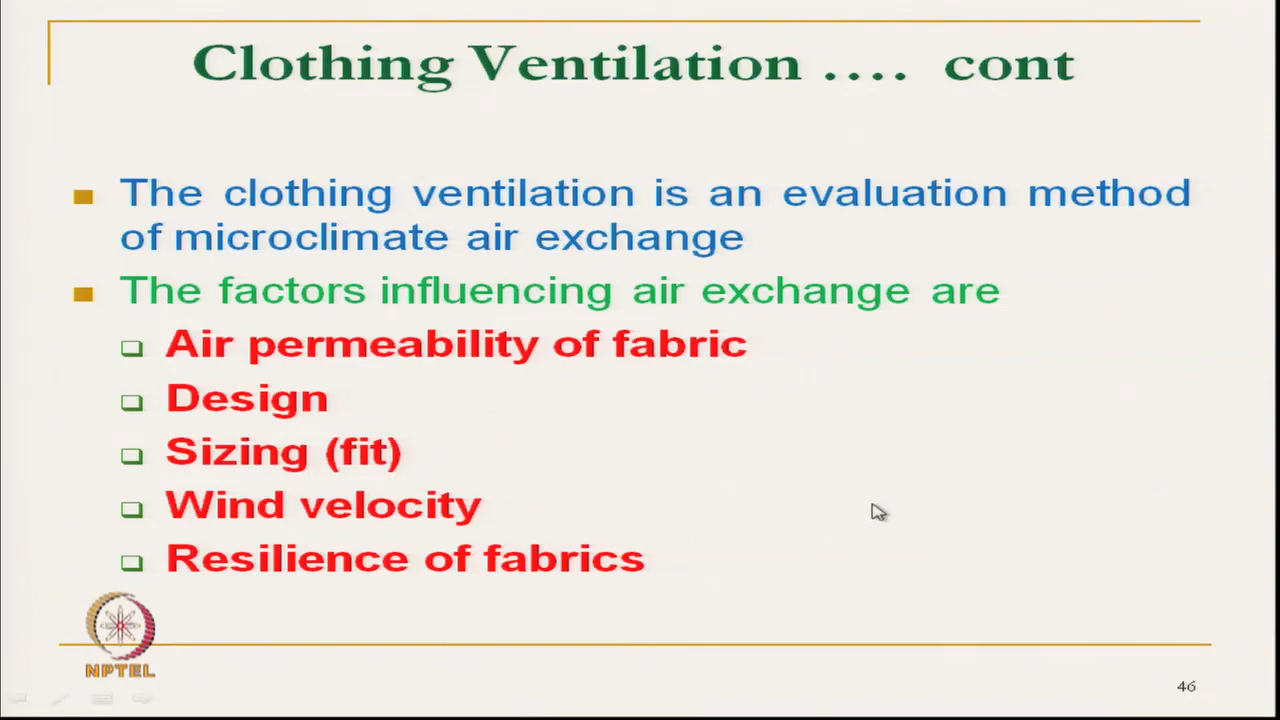 Clothing Ventilation .... cont
The clothing ventilation is an evaluation method
of microclimate air exchange
The factors influencing air exchange are
Air permeability of fabric
Design
Sizing (fit)
Wind velocity
Resilience of fabrics
NPTEL
46